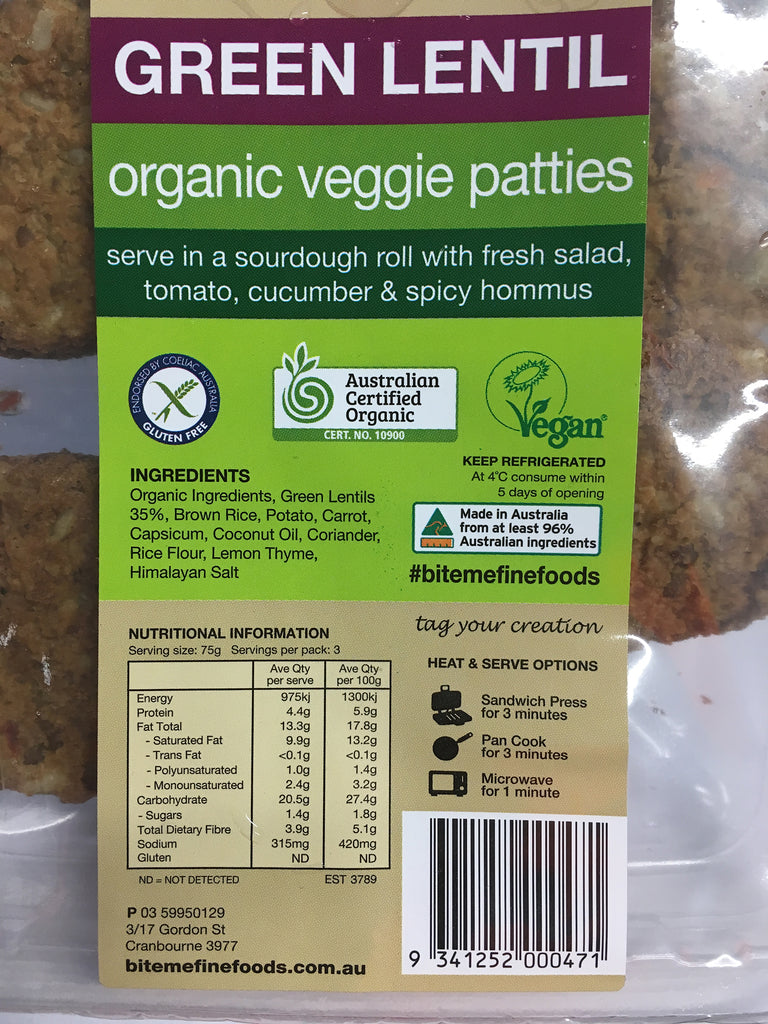 GREEN LENTIL
organic veggie patties
serve in a sourdough roll with fresh salad,
tomato, cucumber & spicy hommus
ENDORSED BY COELIAC AUSTRALIA
GLUTEN FREE
Australian
Certified
Organic
CERT. NO. 10900
Vegan®
INGREDIENTS
Organic Ingredients, Green Lentils
35%, Brown Rice, Potato, Carrot,
Capsicum, Coconut Oil, Coriander,
Rice Flour, Lemon Thyme,
Himalayan Salt
KEEP REFRIGERATED
At 4°C consume within
5 days of opening
Made in Australia
from at least 96%
Australian ingredients
#bitemefinefoods
tag your creation
NUTRITIONAL INFORMATION
Serving size: 75g Servings per pack: 3
Ave Qty per serve Ave Qty per 100g
Energy 975kj 1300kj
Protein 4.4g 5.9g
Fat Total 13.3g 17.8g
- Saturated Fat 9.9g 13.2g
- Trans Fat <0.1g <0.1g
- Polyunsaturated 1.0g 1.4g
- Monounsaturated 2.4g 3.2g
Carbohydrate 20.5g 27.4g
- Sugars 1.4g 1.8g
Total Dietary Fibre 3.9g 5.1g
Sodium 315mg 420mg
Gluten ND ND
ND = NOT DETECTED EST 3789
HEAT & SERVE OPTIONS
Sandwich Press
for 3 minutes
Pan Cook
for 3 minutes
Microwave
for 1 minute
P 03 59950129
3/17 Gordon St
Cranbourne 3977
bitemefinefoods.com.au
9 341252 000471